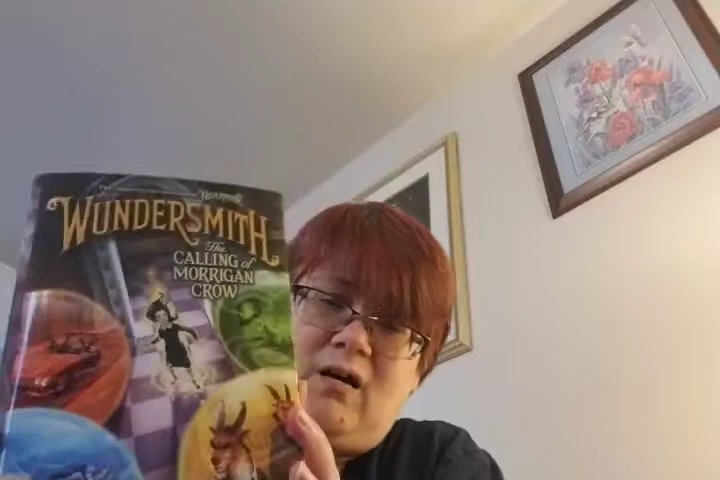 WUNDERSMITH
The
CALLING of
MORRIGAN
CROW